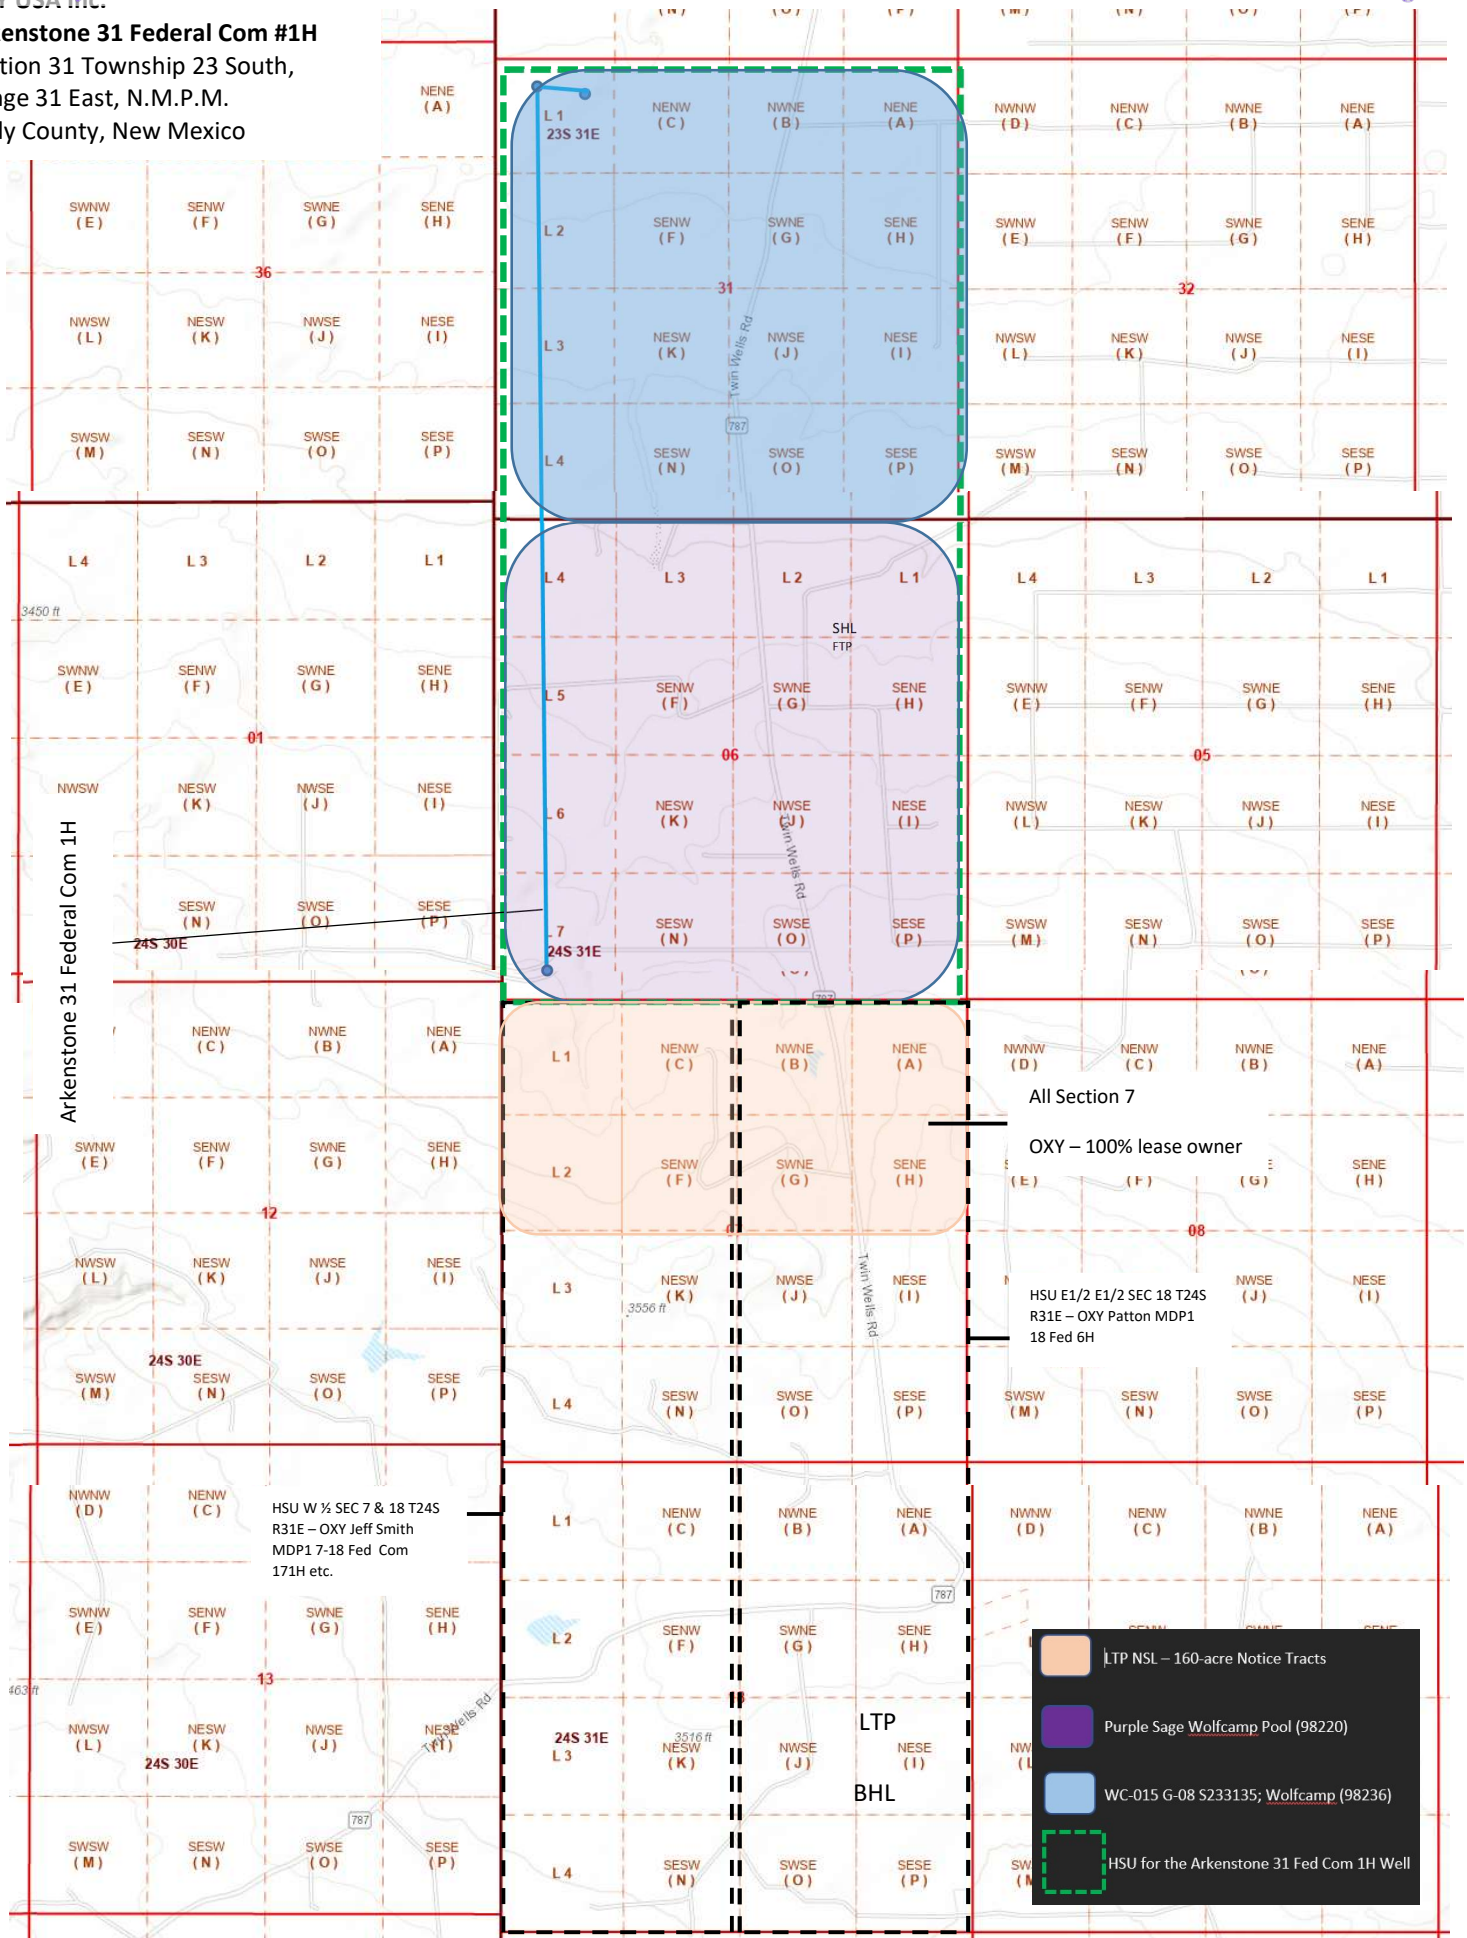 USA Inc.
enstone 31 Federal Com #1H
tion 31 Township 23 South,
ge 31 East, N.M.P.M.
y County, New Mexico
(N) (O) (P) (M) (N) (O) (P)
NENE
(A)
L 1
23S 31E
NENW NWNE NENE
(C) (B) (A)
NWNW NENW NWNE NENE
(D) (C) (B) (A)
SWNW SENW SWNE SENE
(E) (F) (G) (H)
L 2
SENW SWNE SENE
(F) (G) (H)
SWNW SENW SWNE SENE
(E) (F) (G) (H)
36
31
32
NWSW NESW NWSE NESE
(L) (K) (J) (I)
L 3
NESW NWSE NESE
(K) (J) (I)
NWSW NESW NWSE NESE
(L) (K) (J) (I)
Twin Wells Rd
787
SWSW SESW SWSE SESE
(M) (N) (O) (P)
L 4
SESW SWSE SESE
(N) (O) (P)
SWSW SESW SWSE SESE
(M) (N) (O) (P)
L 4 L 3 L 2 L 1
L 4 L 3 L 2 L 1
L 4 L 3 L 2 L 1
3450 ft
SHL
FTP
SWNW SENW SWNE SENE
(E) (F) (G) (H)
L 5
SENW SWNE SENE
(F) (G) (H)
SWNW SENW SWNE SENE
(E) (F) (G) (H)
01
06
05
NWSW NESW NWSE NESE
(K) (J) (I)
L 6
NESW NWSE NESE
(K) (J) (I)
NWSW NESW NWSE NESE
(L) (K) (J) (I)
Twin Wells Rd
Arkenstone 31 Federal Com 1H
SESW SWSE SESE
(N) (O) (P)
24S 30E
7
24S 31E
SESW SWSE SESE
(N) (O) (P)
SWSW SESW SWSE SESE
(M) (N) (O) (P)
787
NENW NWNE NENE
(C) (B) (A)
L 1
NENW NWNE NENE
(C) (B) (A)
NWNW NENW NWNE NENE
(D) (C) (B) (A)
All Section 7
OXY – 100% lease owner
SWNW SENW SWNE SENE
(E) (F) (G) (H)
L 2
SENW SWNE SENE
(F) (G) (H)
SENE
(E) (F) (G) (H)
12
08
NWSW NESW NWSE NESE
(L) (K) (J) (I)
L 3
NESW NWSE NESE
(K) (J) (I)
3556 ft
Twin Wells Rd
NWSE NESE
(J) (I)
HSU E1/2 E1/2 SEC 18 T24S
R31E – OXY Patton MDP1
18 Fed 6H
24S 30E
SWSW SESW SWSE SESE
(M) (N) (O) (P)
L 4
SESW SWSE SESE
(N) (O) (P)
SWSW SESW SWSE SESE
(M) (N) (O) (P)
NWNW NENW
(D) (C)
HSU W ½ SEC 7 & 18 T24S
R31E – OXY Jeff Smith
MDP1 7-18 Fed Com
171H etc.
L 1
NENW NWNE NENE
(C) (B) (A)
NWNW NENW NWNE NENE
(D) (C) (B) (A)
787
SWNW SENW SWNE SENE
(E) (F) (G) (H)
L 2
SENW SWNE SENE
(F) (G) (H)
13
463 ft
Twin Wells Rd
NWSW NESW NWSE NESE
(L) (K) (J) (I)
24S 30E
LTP
24S 31E
L 3
3516 ft
NESW NWSE NESE
(K) (J) (I)
BHL
787
SWSW SESW SWSE SESE
(M) (N) (O) (P)
L 4
SESW SWSE SESE
(N) (O) (P)
LTP NSL – 160-acre Notice Tracts
Purple Sage Wolfcamp Pool (98220)
WC-015 G-08 S233135; Wolfcamp (98236)
HSU for the Arkenstone 31 Fed Com 1H Well